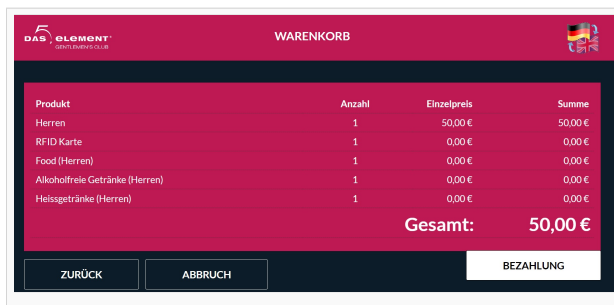 DAS 5. ELEMENT
GENTLEMEN'S CLUB
WARENKORB
Produkt Anzahl Einzelpreis Summe
Herren 1 50,00 € 50,00 €
RFID Karte 1 0,00 € 0,00 €
Food (Herren) 1 0,00 € 0,00 €
Alkoholfreie Getränke (Herren) 1 0,00 € 0,00 €
Heissgetränke (Herren) 1 0,00 € 0,00 €
Gesamt: 50,00 €
ZURÜCK ABBRUCH BEZAHLUNG